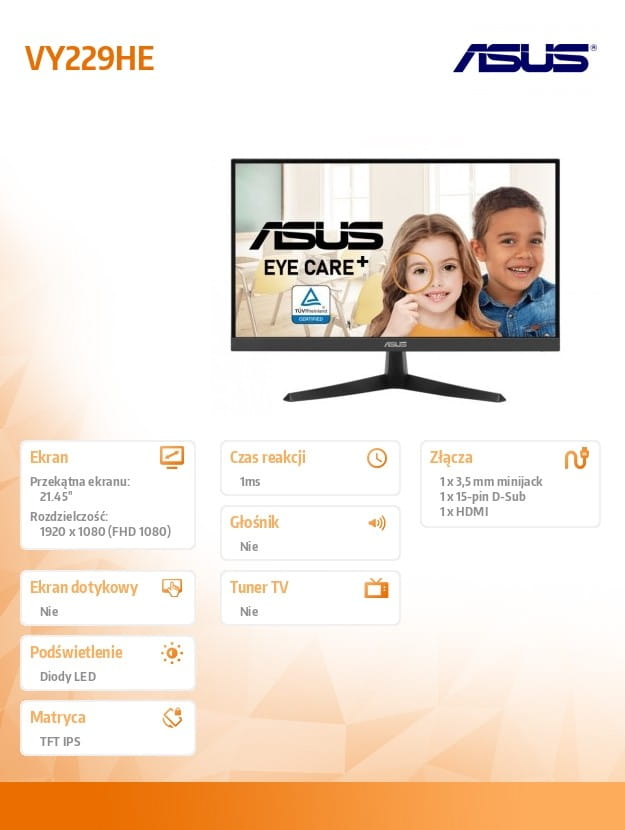 VY229HE
ASUS®
ASUS
EYE CARE+
TÜVRheinland
CERTIFIED
ASUS
Ekran
Przekątna ekranu:
21.45"
Rozdzielczość:
1920 x 1080 (FHD 1080)
Czas reakcji
1ms
Złącza
1 x 3,5 mm minijack
1 x 15-pin D-Sub
1 x HDMI
Głośnik
Nie
Ekran dotykowy
Nie
Tuner TV
Nie
Podświetlenie
Diody LED
Matryca
TFT IPS